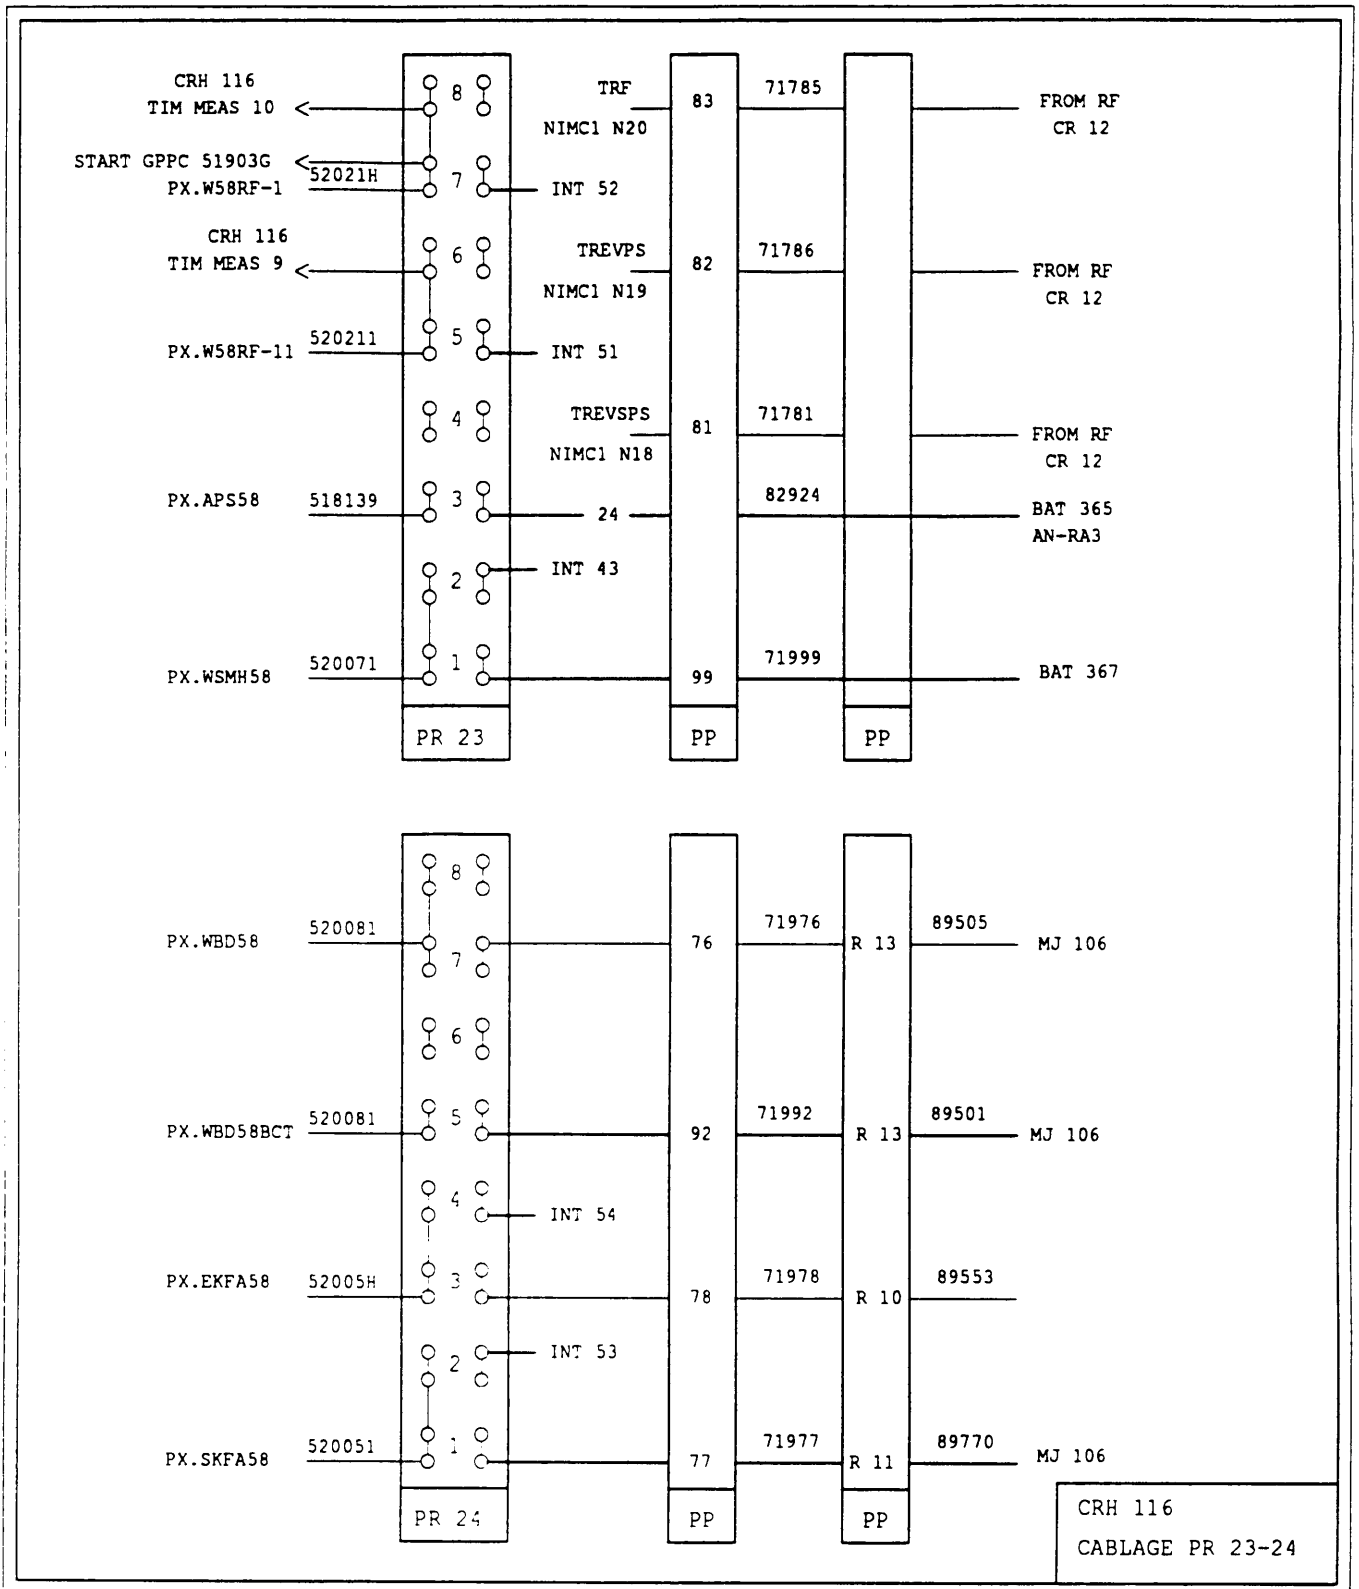 CRH 116
TIM MEAS 10
8
TRF
NIMC1 N20
83
71785
FROM RF
CR 12
START GPPC 51903G
PX.W58RF-1
52021H
7
INT 52
CRH 116
TIM MEAS 9
6
TREVPS
NIMC1 N19
82
71786
FROM RF
CR 12
PX.W58RF-11
520211
5
INT 51
4
TREVSPS
NIMC1 N18
81
71781
FROM RF
CR 12
PX.APS58
518139
3
24
82924
BAT 365
AN-RA3
2
INT 43
PX.WSMH58
520071
1
99
71999
BAT 367
PR 23
PP
PP
8
PX.WBD58
520081
7
76
71976
R 13
89505
MJ 106
6
PX.WBD58BCT
520081
5
92
71992
R 13
89501
MJ 106
4
INT 54
PX.EKFA58
52005H
3
78
71978
R 10
89553
2
INT 53
PX.SKFA58
520051
1
77
71977
R 11
89770
MJ 106
PR 24
PP
PP
CRH 116
CABLAGE PR 23-24